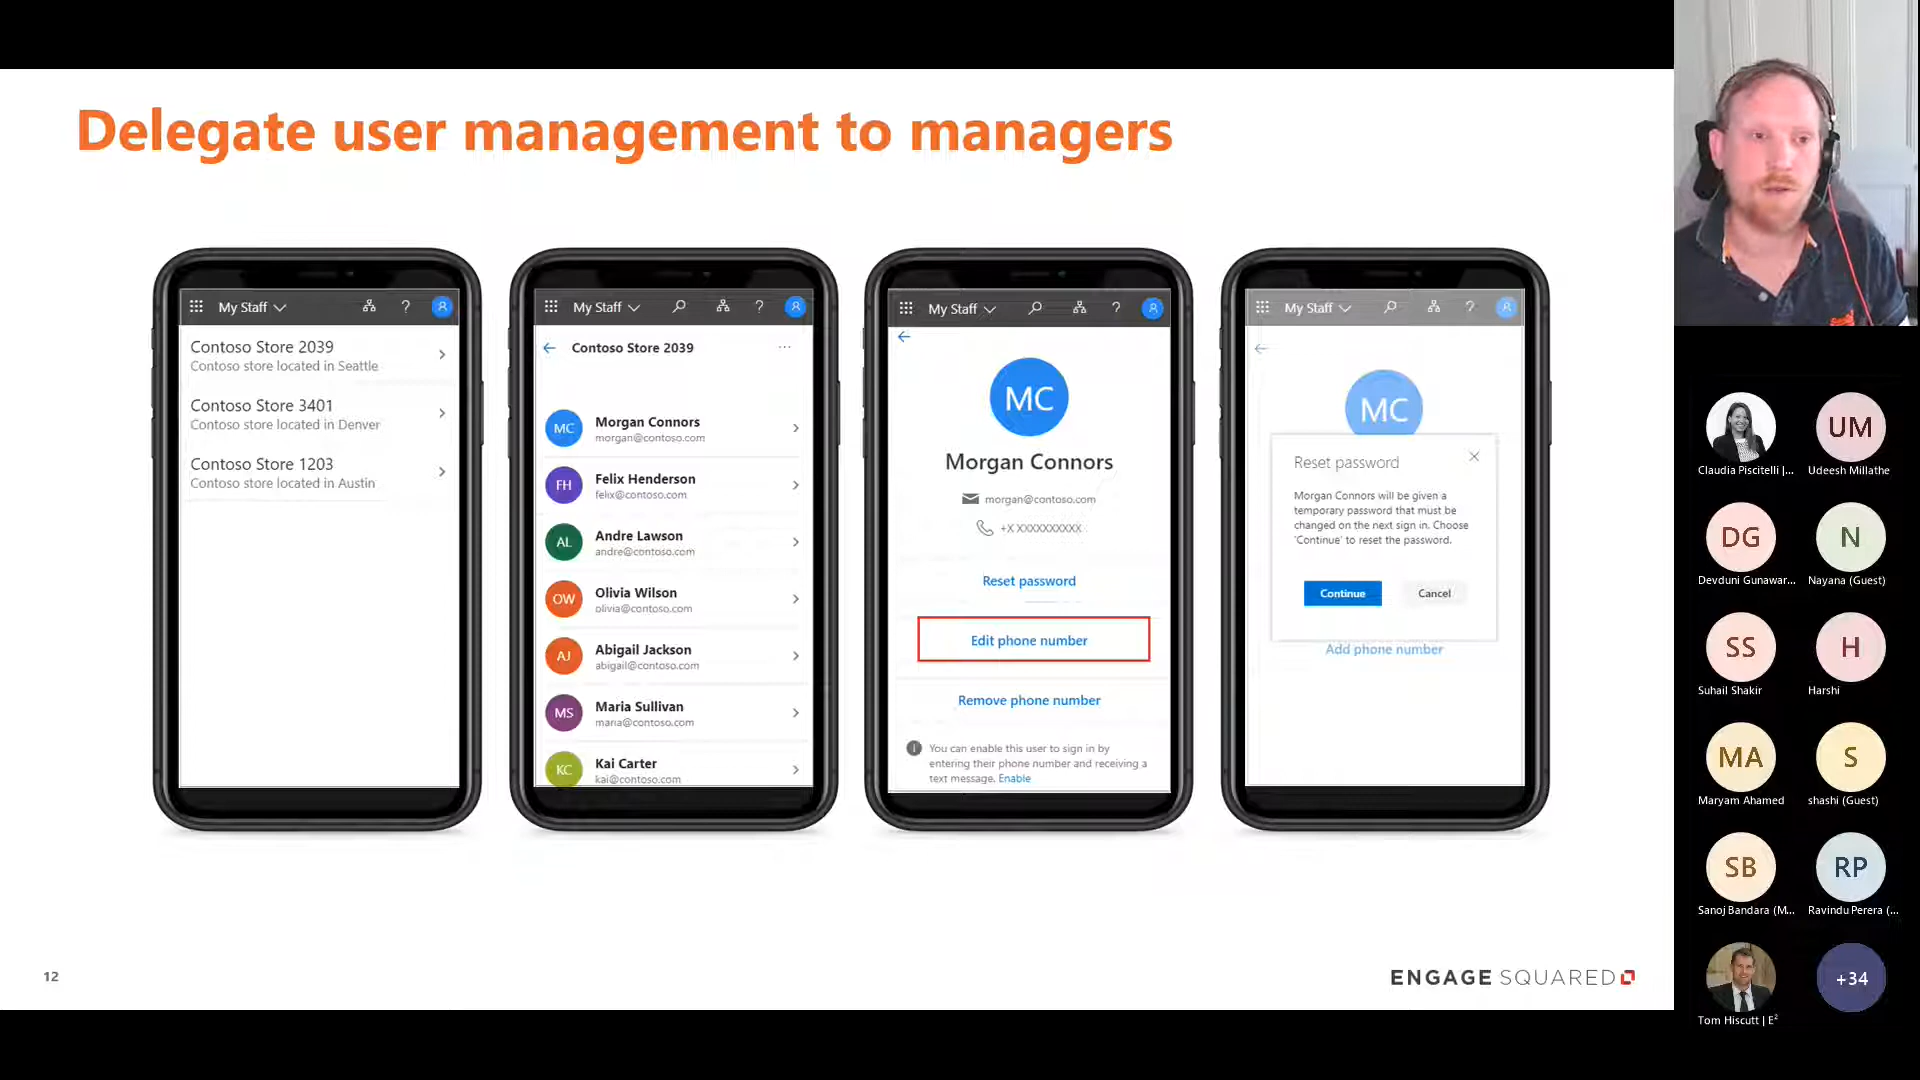 Delegate user management to managers
My Staff
?
Contoso Store 2039
Contoso store located in Seattle
Contoso Store 3401
Contoso store located in Denver
Contoso Store 1203
Contoso store located in Austin
My Staff
?
Contoso Store 2039
...
MC
Morgan Connors
morgan@contoso.com
FH
Felix Henderson
felix@contoso.com
AL
Andre Lawson
andre@contoso.com
OW
Olivia Wilson
olivia@contoso.com
AJ
Abigail Jackson
abigail@contoso.com
MS
Maria Sullivan
maria@contoso.com
KC
Kai Carter
kai@contoso.com
My Staff
?
MC
Morgan Connors
morgan@contoso.com
+X XXXXXXXXXX
Reset password
Edit phone number
Remove phone number
You can enable this user to sign in by
entering their phone number and receiving a
text message. Enable
My Staff
?
MC
Reset password
Morgan Connors will be given a
temporary password that must be
changed on the next sign in. Choose
'Continue' to reset the password.
Continue
Cancel
Add phone number
12
ENGAGE SQUARED
Claudia Piscitelli |...
UM
Udeesh Millathe
DG
Devduni Gunawar...
N
Nayana (Guest)
SS
Suhail Shakir
H
Harshi
MA
Maryam Ahamed
S
shashi (Guest)
SB
Sanoj Bandara (M...
RP
Ravindu Perera (...
Tom Hiscutt | E²
+34